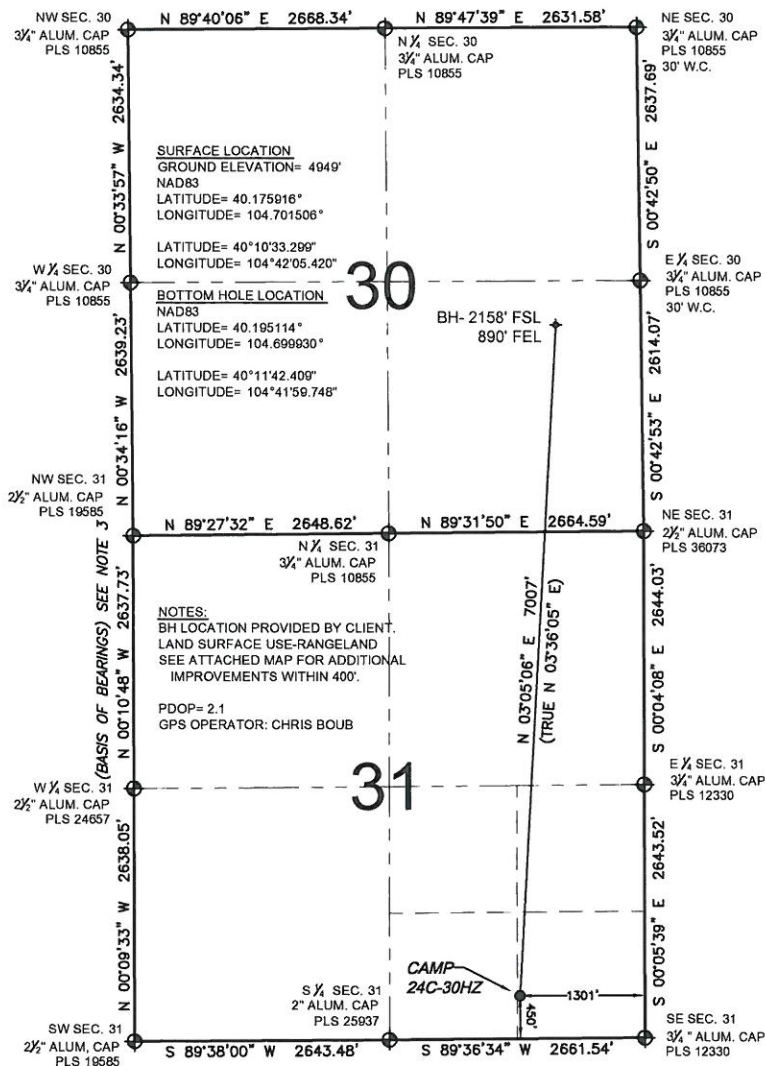 N 89°40'06" E 2668.34'
N 89°47'39" E 2631.58'
NW SEC. 30
3¼" ALUM. CAP
PLS 10855
N ¼ SEC. 30
3¼" ALUM. CAP
PLS 10855
NE SEC. 30
3¼" ALUM. CAP
PLS 10855
30' W.C.
N 00°33'57" W 2634.34'
S 00°42'50" E 2637.69'
SURFACE LOCATION
GROUND ELEVATION= 4949'
NAD83
LATITUDE= 40.175916°
LONGITUDE= 104.701506°
LATITUDE= 40°10'33.299"
LONGITUDE= 104°42'05.420"
30
W ¼ SEC. 30
3¼" ALUM. CAP
PLS 10855
E ¼ SEC. 30
3¼" ALUM. CAP
PLS 10855
30' W.C.
BOTTOM HOLE LOCATION
NAD83
LATITUDE= 40.195114°
LONGITUDE= 104.699930°
LATITUDE= 40°11'42.409"
LONGITUDE= 104°41'59.748"
BH- 2158' FSL
890' FEL
N 00°34'16" W 2639.23'
S 00°42'53" E 2614.07'
NW SEC. 31
2½" ALUM. CAP
PLS 19585
N 89°27'32" E 2648.62'
N 89°31'50" E 2664.59'
N ¼ SEC. 31
3¼" ALUM. CAP
PLS 10855
NE SEC. 31
2½" ALUM. CAP
PLS 36073
(BASIS OF BEARINGS) SEE NOTE 3
N 00°10'48" W 2637.73'
NOTES:
BH LOCATION PROVIDED BY CLIENT.
LAND SURFACE USE-RANGELAND
SEE ATTACHED MAP FOR ADDITIONAL
IMPROVEMENTS WITHIN 400'.
PDOP= 2.1
GPS OPERATOR: CHRIS BOUB
N 03°05'06" E 7007'
(TRUE N 03°36'05" E)
S 00°04'08" E 2644.03'
31
W ¼ SEC. 31
2½" ALUM. CAP
PLS 24657
E ¼ SEC. 31
3¼" ALUM. CAP
PLS 12330
N 00°09'33" W 2638.05'
S 00°05'39" E 2643.52'
CAMP
24C-30HZ
1301'
450'
S ¼ SEC. 31
2" ALUM. CAP
PLS 25937
SW SEC. 31
2½" ALUM, CAP
PLS 19585
S 89°38'00" W 2643.48'
S 89°36'34" W 2661.54'
SE SEC. 31
3¼" ALUM. CAP
PLS 12330